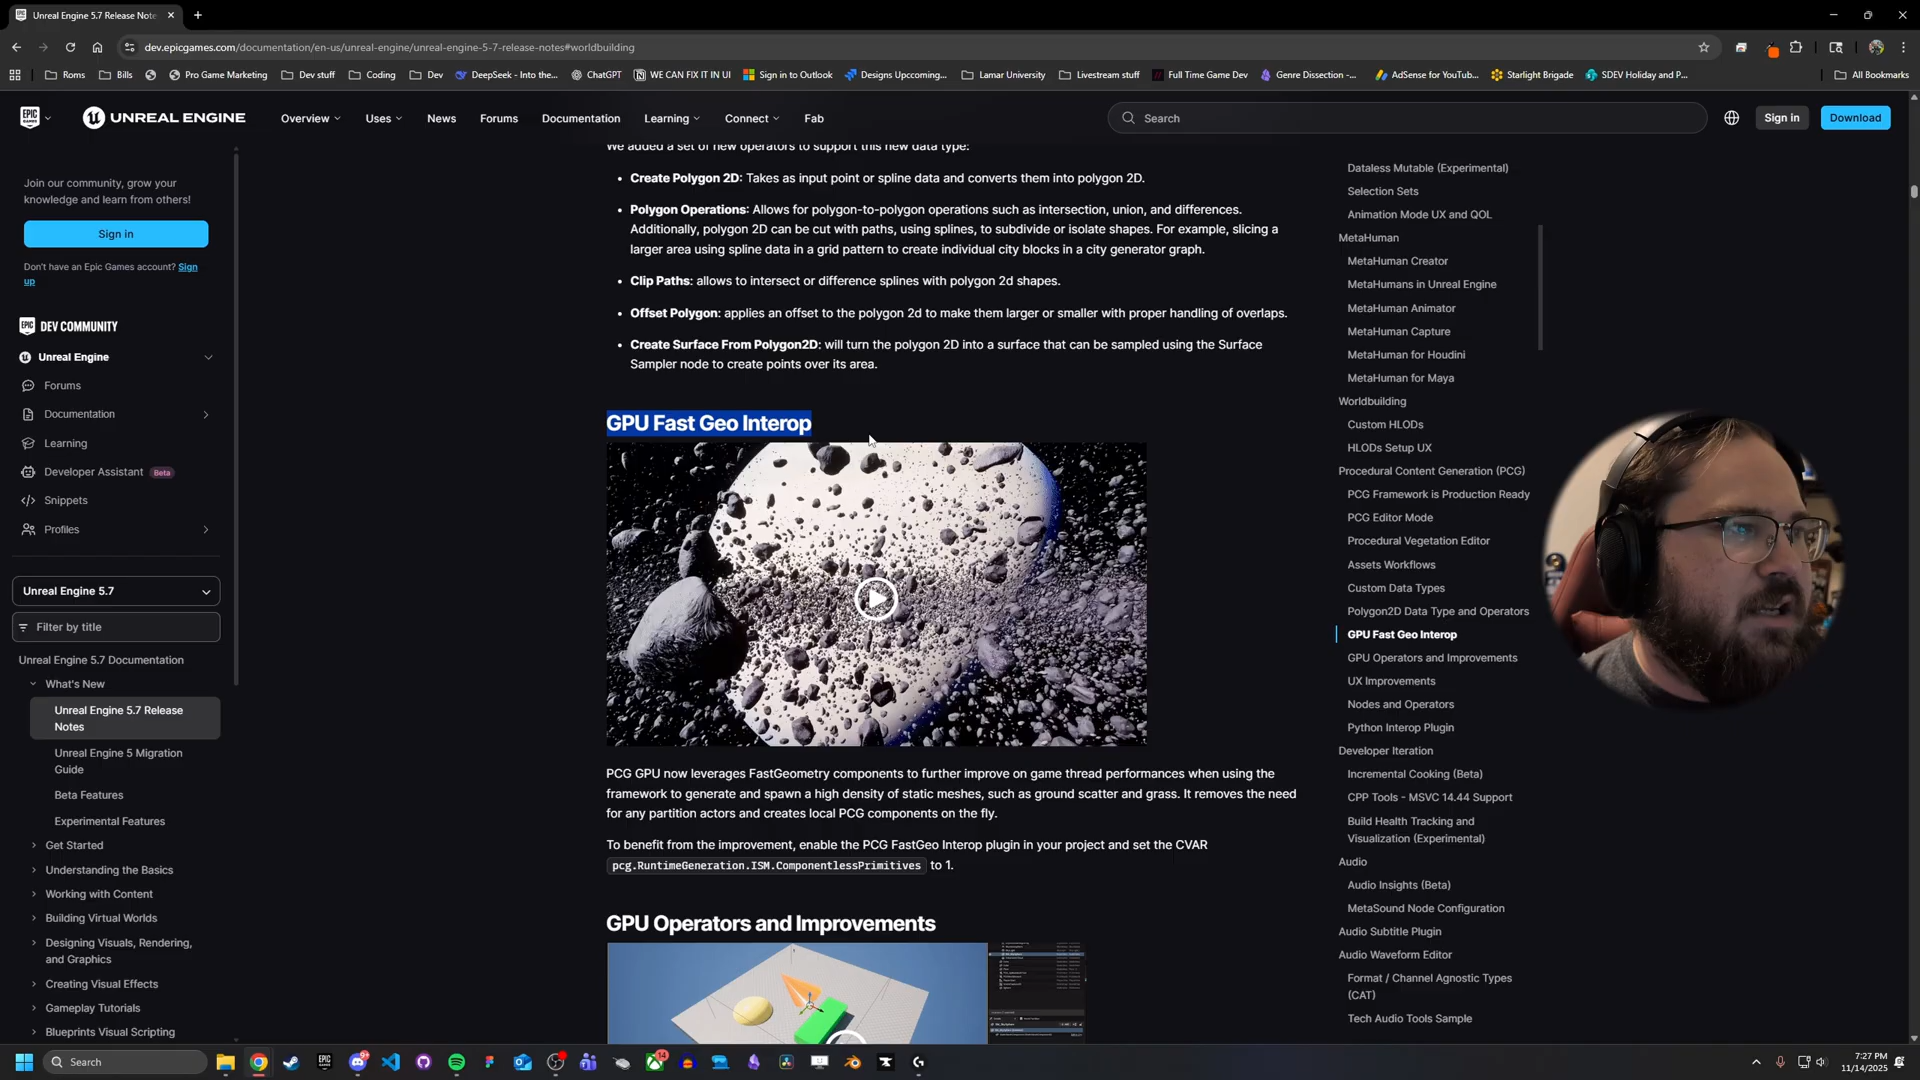 Unreal Engine 5.7 Release Note
dev.epicgames.com/documentation/en-us/unreal-engine/unreal-engine-5-7-release-notes#worldbuilding
Roms
Bills
Pro Game Marketing
Dev stuff
Coding
Dev
DeepSeek - Into the...
ChatGPT
WE CAN FIX IT IN UI
Sign in to Outlook
Designs Upccoming...
Lamar University
Livestream stuff
Full Time Game Dev
Genre Dissection -...
AdSense for YouTub...
Starlight Brigade
SDEV Holiday and P...
All Bookmarks
EPIC GAMES
UNREAL ENGINE
Overview
Uses
News
Forums
Documentation
Learning
Connect
Fab
Search
Sign in
Download
Join our community, grow your
knowledge and learn from others!
Sign in
Don't have an Epic Games account? Sign
up
DEV COMMUNITY
Unreal Engine
Forums
Documentation
Learning
Developer Assistant Beta
Snippets
Profiles
Unreal Engine 5.7
Filter by title
Unreal Engine 5.7 Documentation
What's New
Unreal Engine 5.7 Release
Notes
Unreal Engine 5 Migration
Guide
Beta Features
Experimental Features
Get Started
Understanding the Basics
Working with Content
Building Virtual Worlds
Designing Visuals, Rendering,
and Graphics
Creating Visual Effects
Gameplay Tutorials
Blueprints Visual Scripting
We added a set of new operators to support this new data type:
• Create Polygon 2D: Takes as input point or spline data and converts them into polygon 2D.
• Polygon Operations: Allows for polygon-to-polygon operations such as intersection, union, and differences.
Additionally, polygon 2D can be cut with paths, using splines, to subdivide or isolate shapes. For example, slicing a
larger area using spline data in a grid pattern to create individual city blocks in a city generator graph.
• Clip Paths: allows to intersect or difference splines with polygon 2d shapes.
• Offset Polygon: applies an offset to the polygon 2d to make them larger or smaller with proper handling of overlaps.
• Create Surface From Polygon2D: will turn the polygon 2D into a surface that can be sampled using the Surface
Sampler node to create points over its area.
GPU Fast Geo Interop
PCG GPU now leverages FastGeometry components to further improve on game thread performances when using the
framework to generate and spawn a high density of static meshes, such as ground scatter and grass. It removes the need
for any partition actors and creates local PCG components on the fly.
To benefit from the improvement, enable the PCG FastGeo Interop plugin in your project and set the CVAR
pcg.RuntimeGeneration.ISM.ComponentlessPrimitives to 1.
GPU Operators and Improvements
Dataless Mutable (Experimental)
Selection Sets
Animation Mode UX and QOL
MetaHuman
MetaHuman Creator
MetaHumans in Unreal Engine
MetaHuman Animator
MetaHuman Capture
MetaHuman for Houdini
MetaHuman for Maya
Worldbuilding
Custom HLODs
HLODs Setup UX
Procedural Content Generation (PCG)
PCG Framework is Production Ready
PCG Editor Mode
Procedural Vegetation Editor
Assets Workflows
Custom Data Types
Polygon2D Data Type and Operators
GPU Fast Geo Interop
GPU Operators and Improvements
UX Improvements
Nodes and Operators
Python Interop Plugin
Developer Iteration
Incremental Cooking (Beta)
CPP Tools - MSVC 14.44 Support
Build Health Tracking and
Visualization (Experimental)
Audio
Audio Insights (Beta)
MetaSound Node Configuration
Audio Subtitle Plugin
Audio Waveform Editor
Format / Channel Agnostic Types
(CAT)
Tech Audio Tools Sample
Search
14
7:27 PM
11/14/2025